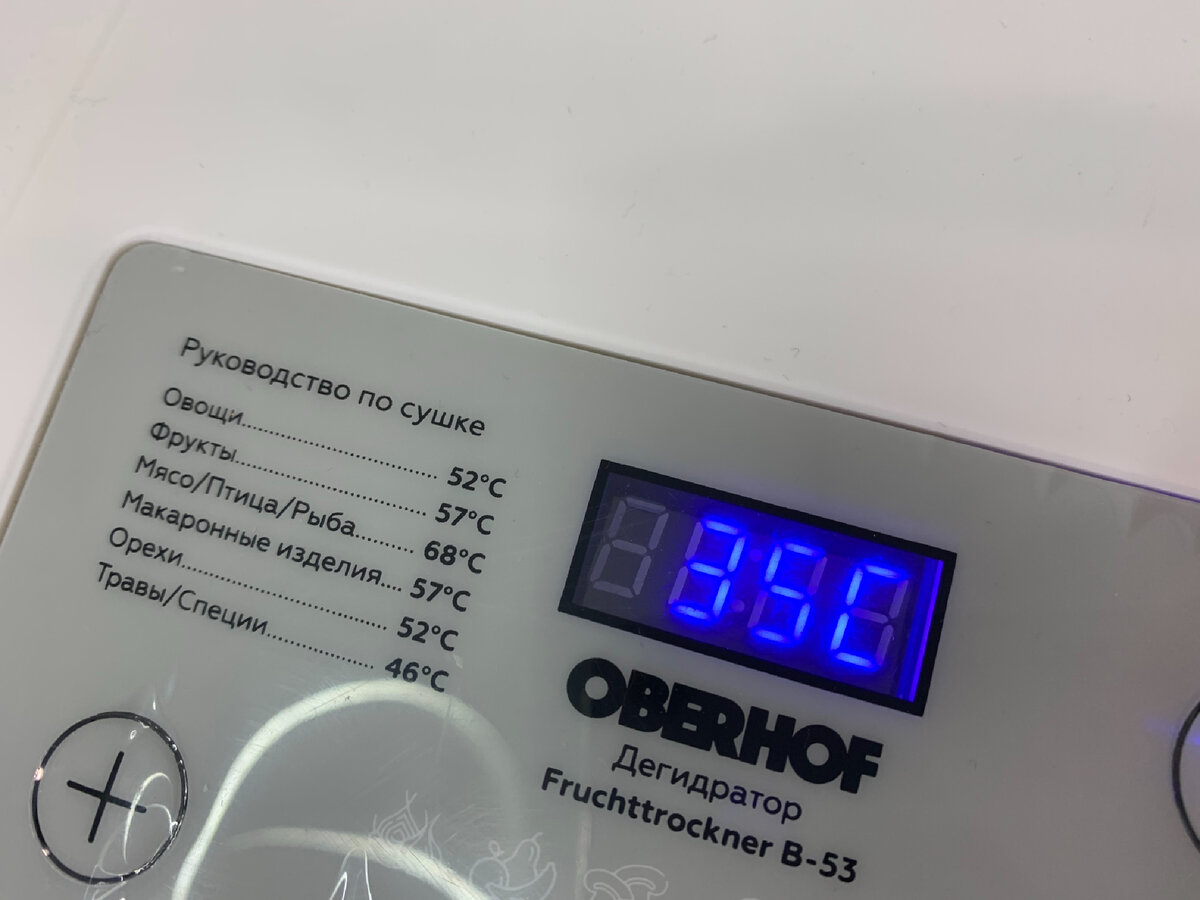 Руководство по сушке
Овощи........................ 52°C
Фрукты........................ 57°C
Мясо/Птица/Рыба.......... 68°C
Макаронные изделия.... 57°C
Орехи.......................... 52°C
Травы/Специи............... 46°C
35C
OBERHOF
Дегидратор
Fruchttrockner B-53